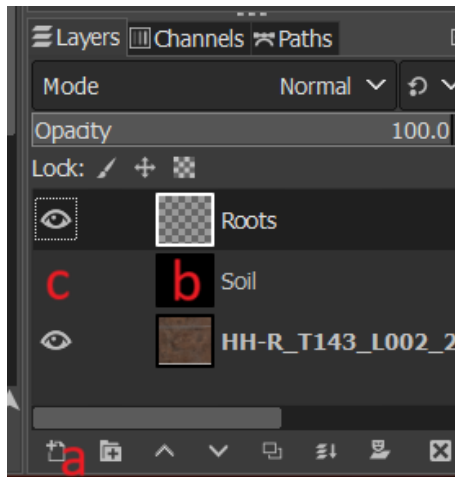 Layers Channels Paths
Mode Normal
Opacity 100.0
Lock:
Roots
c b Soil
HH-R_T143_L002_2
a